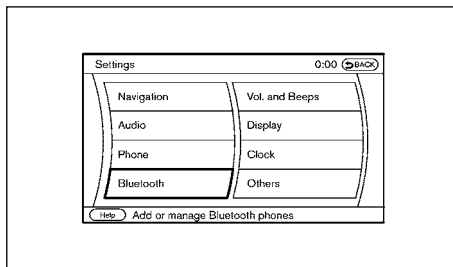 Settings 0:00 BACK
Navigation Vol. and Beeps
Audio Display
Phone Clock
Bluetooth Others
Help Add or manage Bluetooth phones